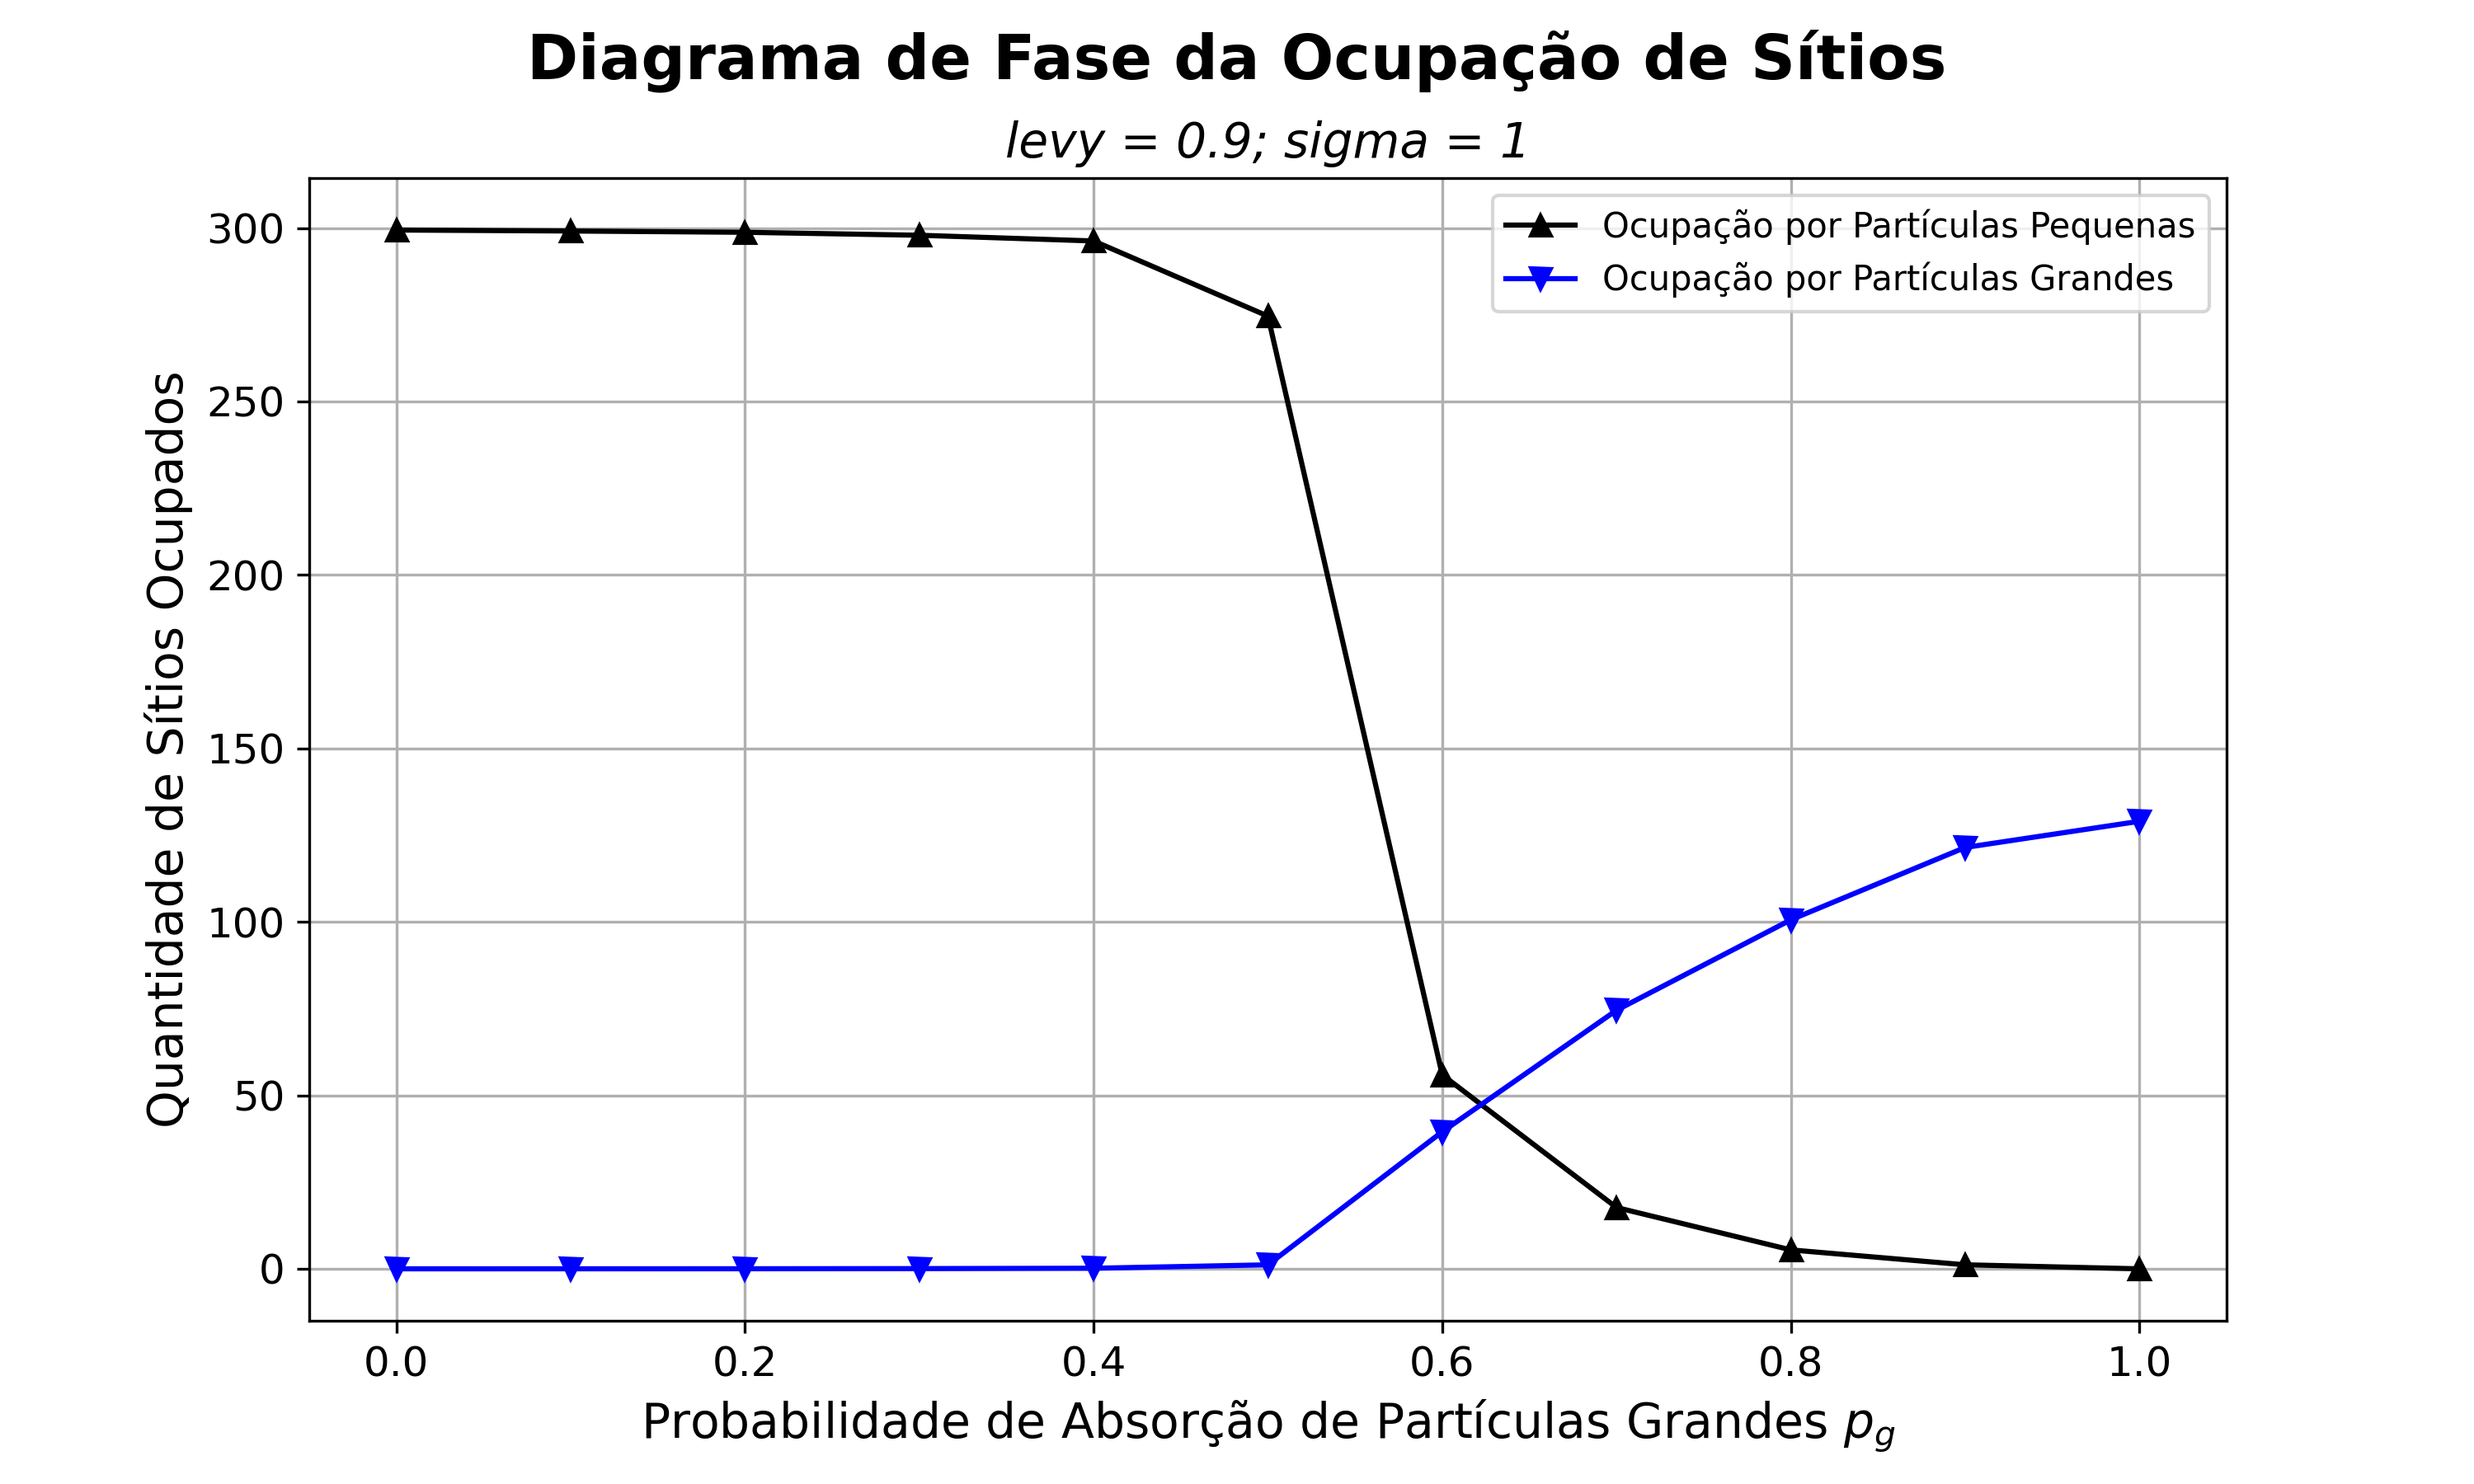 Diagrama de Fase da Ocupação de Sítios
levy = 0.9; sigma = 1
Ocupação por Partículas Pequenas
Ocupação por Partículas Grandes
Quantidade de Sítios Ocupados
300
250
200
150
100
50
0
0.0 0.2 0.4 0.6 0.8 1.0
Probabilidade de Absorção de Partículas Grandes p_g